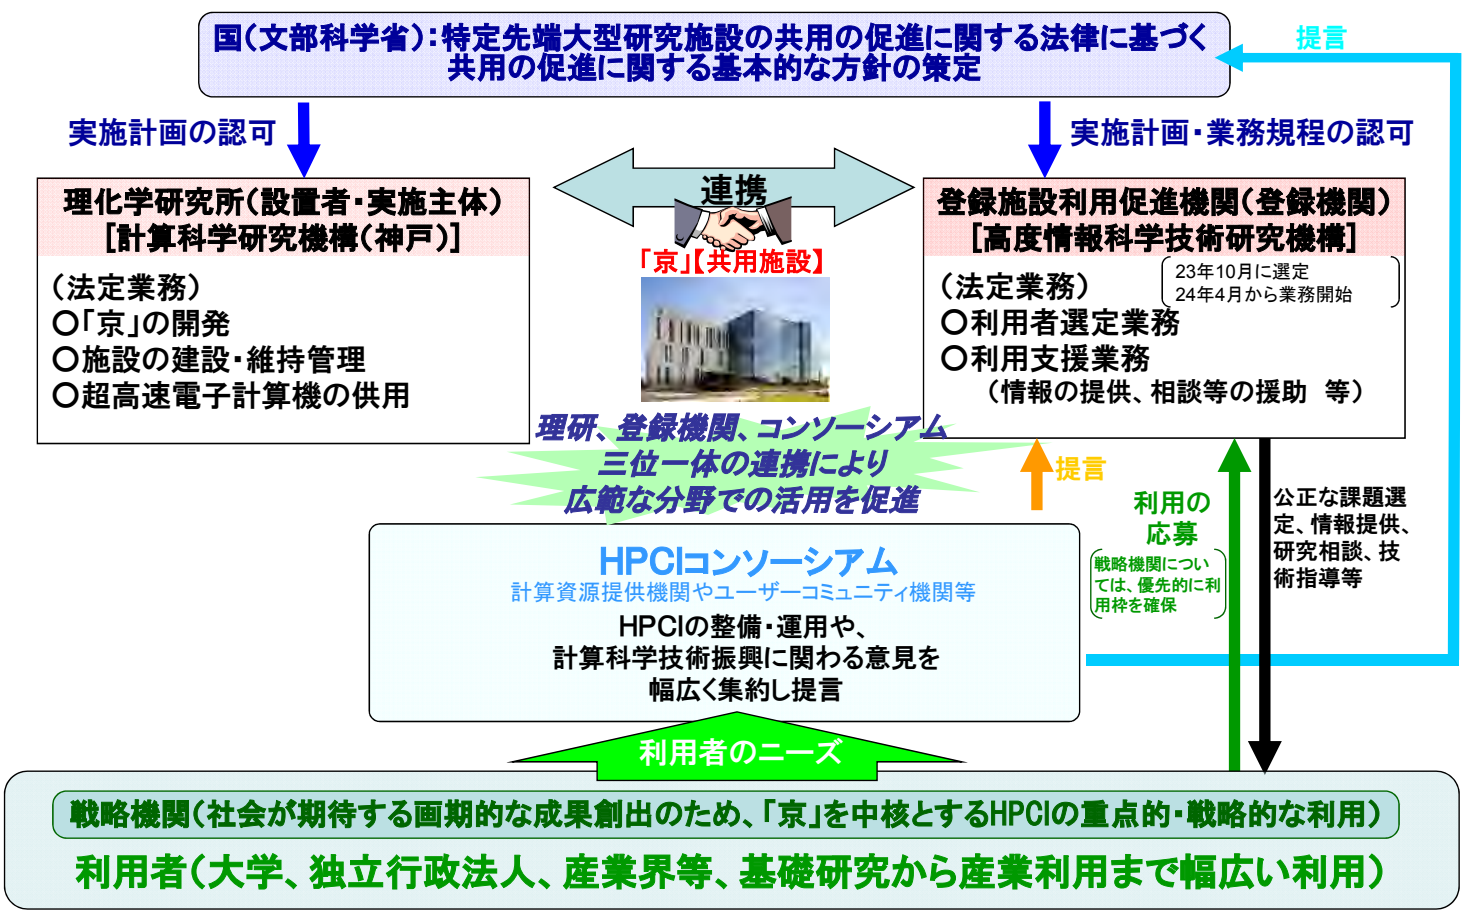 国(文部科学省):特定先端大型研究施設の共用の促進に関する法律に基づく
共用の促進に関する基本的な方針の策定
提言
実施計画の認可
実施計画・業務規程の認可
理化学研究所(設置者・実施主体)
[計算科学研究機構(神戸)]
(法定業務)
○「京」の開発
○施設の建設・維持管理
○超高速電子計算機の供用
連携
「京」【共用施設】
登録施設利用促進機関(登録機関)
[高度情報科学技術研究機構]
(法定業務)
23年10月に選定
24年4月から業務開始
○利用者選定業務
○利用支援業務
(情報の提供、相談等の援助 等)
理研、登録機関、コンソーシアム
三位一体の連携により
広範な分野での活用を促進
提言
利用の
応募
戦略機関につい
ては、優先的に利
用枠を確保
公正な課題選
定、情報提供、
研究相談、技
術指導等
HPCIコンソーシアム
計算資源提供機関やユーザーコミュニティ機関等
HPCIの整備・運用や、
計算科学技術振興に関わる意見を
幅広く集約し提言
利用者のニーズ
戦略機関(社会が期待する画期的な成果創出のため、「京」を中核とするHPCIの重点的・戦略的な利用)
利用者(大学、独立行政法人、産業界等、基礎研究から産業利用まで幅広い利用)